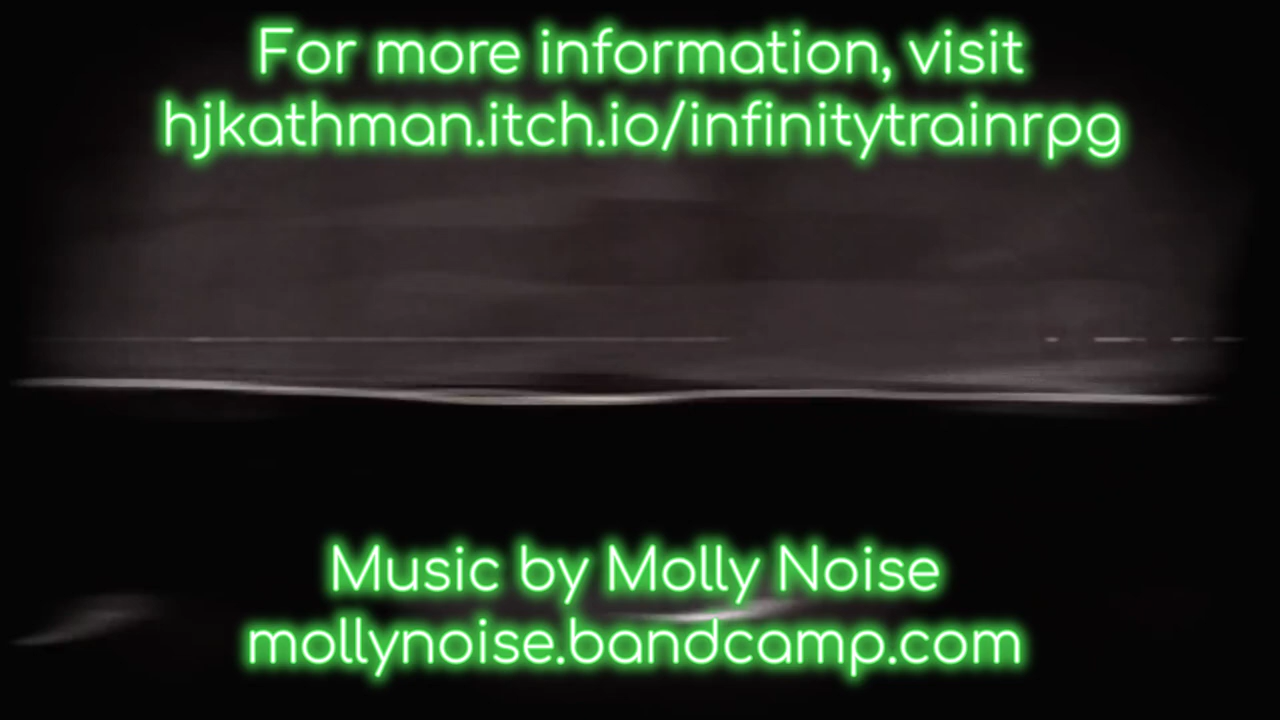 For more information, visit
hjkathman.itch.io/infinitytrainrpg
Music by Molly Noise
mollynoise.bandcamp.com